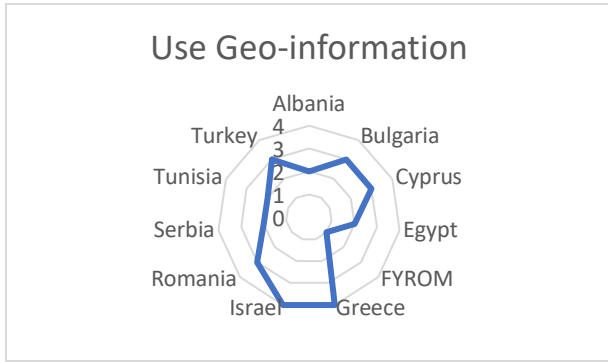 Use Geo-information
Albania
Bulgaria
Cyprus
Egypt
FYROM
Greece
Israel
Romania
Serbia
Tunisia
Turkey
4
3
2
1
0